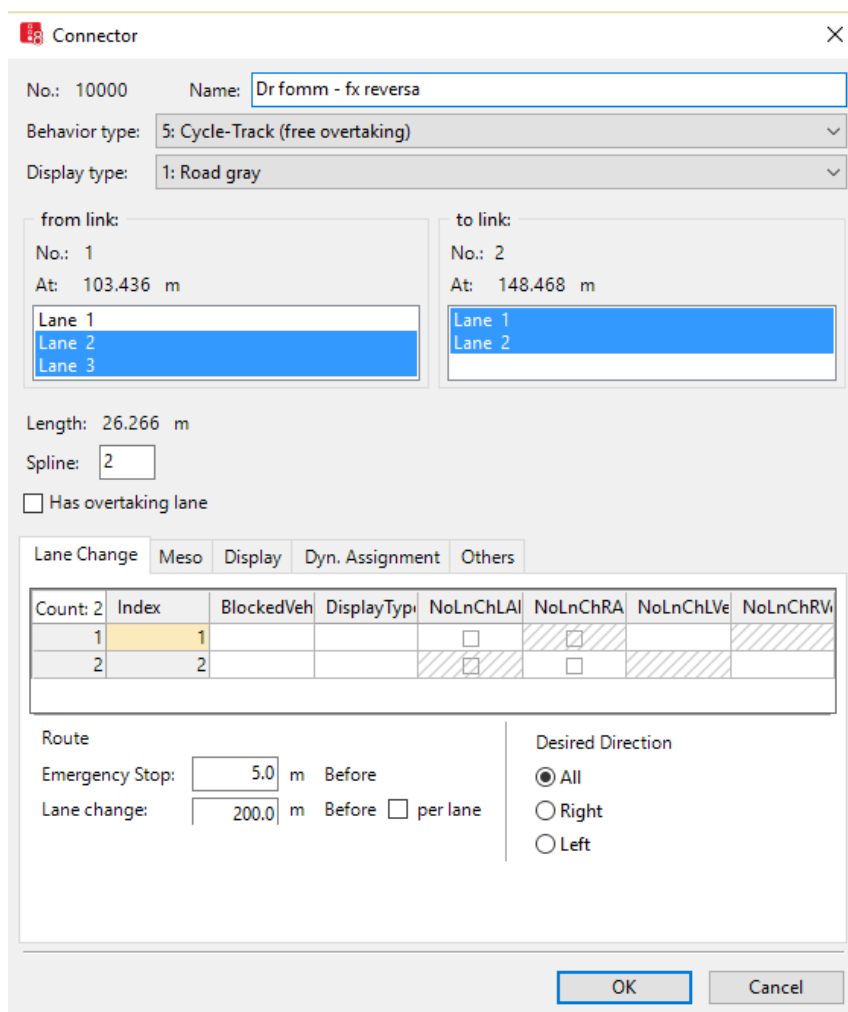 Connector
No.: 10000 Name: Dr fomm - fx reversa
Behavior type: 5: Cycle-Track (free overtaking)
Display type: 1: Road gray
from link: to link:
No.: 1 No.: 2
At: 103.436 m At: 148.468 m
Lane 1 Lane 1
Lane 2 Lane 2
Lane 3
Length: 26.266 m
Spline: 2
Has overtaking lane
Lane Change Meso Display Dyn. Assignment Others
Count: 2 Index BlockedVeh DisplayType NoLnChLAl NoLnChRA NoLnChLVe NoLnChRVe
1 1
2 2
Route Desired Direction
Emergency Stop: 5.0 m Before All
Lane change: 200.0 m Before per lane Right
Left
OK Cancel